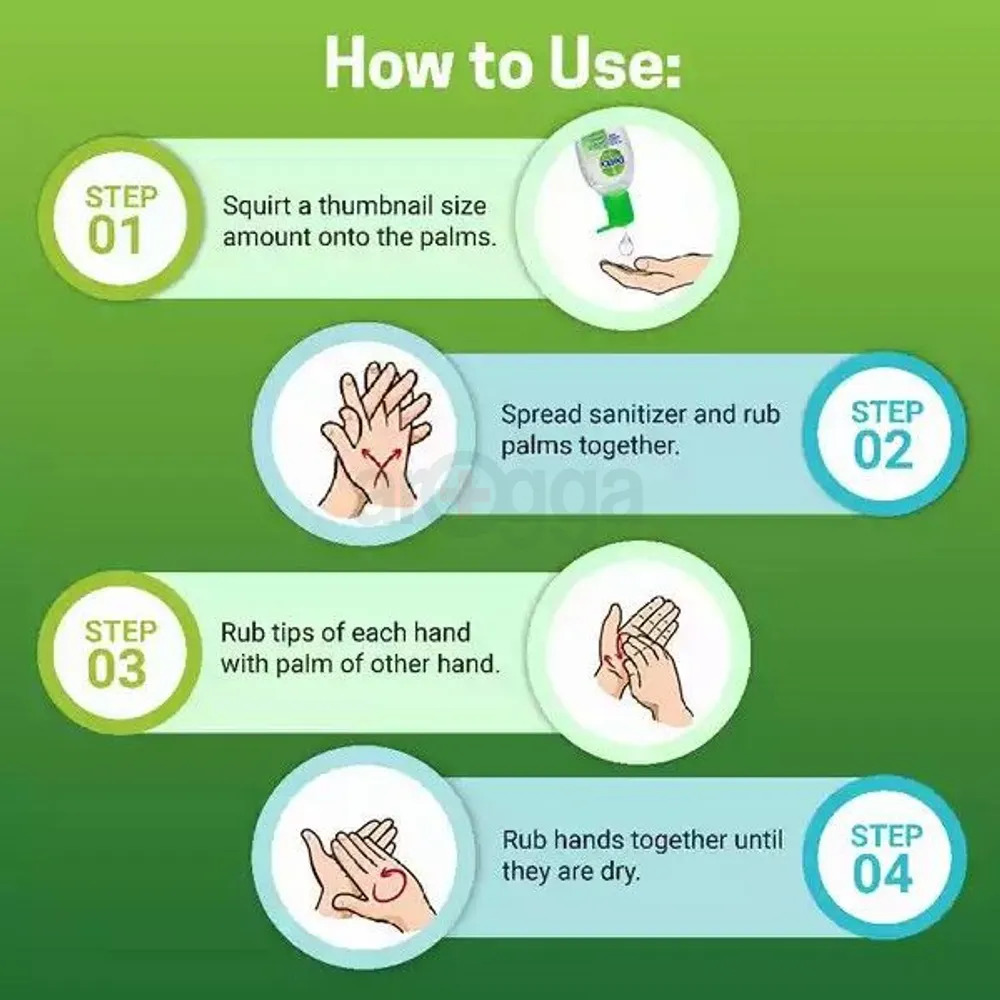 How to Use:
STEP
01
Squirt a thumbnail size
amount onto the palms.
Dettol
Spread sanitizer and rub
palms together.
STEP
02
arogga
STEP
03
Rub tips of each hand
with palm of other hand.
Rub hands together until
they are dry.
STEP
04